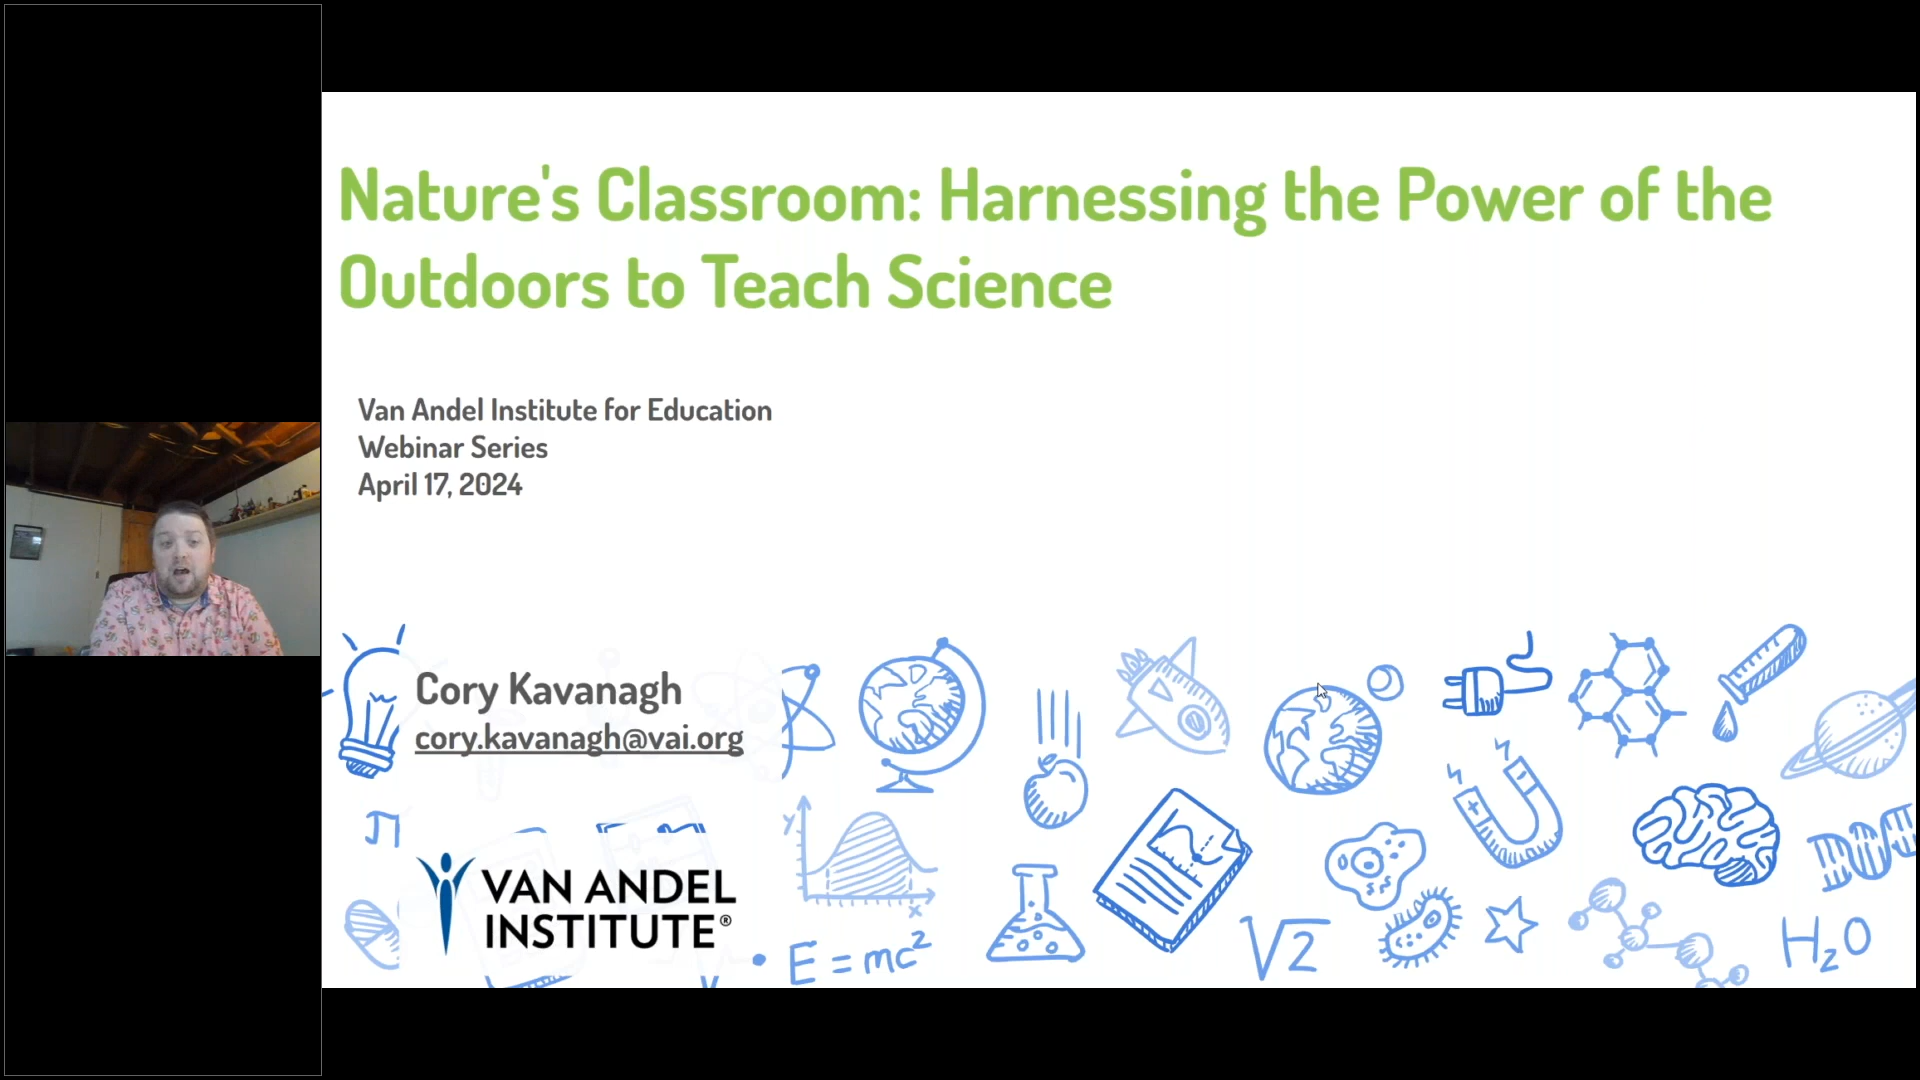 Nature's Classroom: Harnessing the Power of the
Outdoors to Teach Science
Van Andel Institute for Education
Webinar Series
April 17, 2024
Cory Kavanagh
cory.kavanagh@vai.org
VAN ANDEL
INSTITUTE®
π
y
x
E = mc²
√2
H₂O